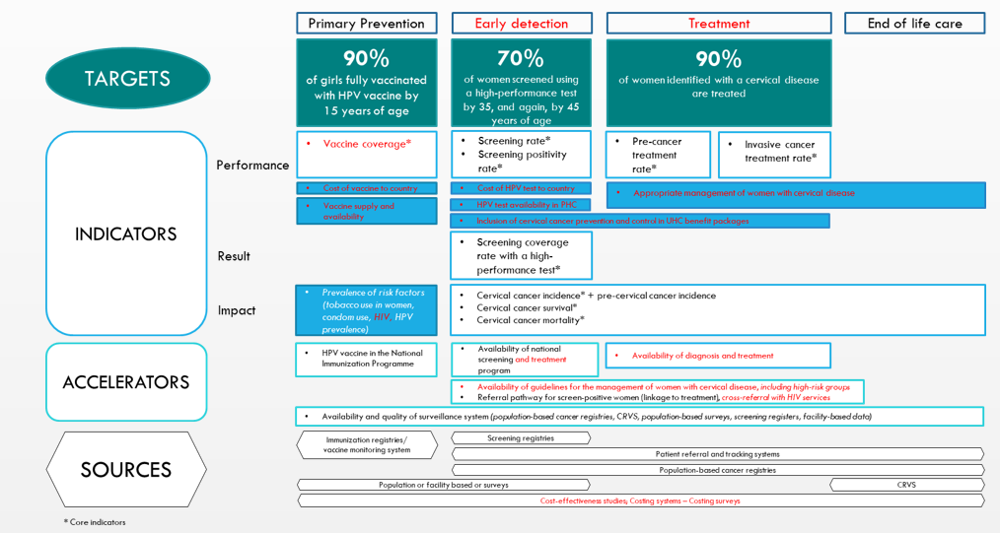 Primary Prevention
Early detection
Treatment
End of life care
TARGETS
90%
of girls fully vaccinated
with HPV vaccine by
15 years of age
70%
of women screened using
a high-performance test
by 35, and again, by 45
years of age
90%
of women identified with a cervical disease
are treated
INDICATORS
Performance
• Vaccine coverage*
• Screening rate*
• Screening positivity
rate*
• Pre-cancer
treatment
rate*
• Invasive cancer
treatment rate*
• Cost of vaccine to country
• Cost of HPV test to country
• Appropriate management of women with cervical disease
• Vaccine supply and
availability
• HPV test availability in PHC
• Inclusion of cervical cancer prevention and control in UHC benefit packages
Result
• Screening coverage
rate with a high-
performance test*
Impact
• Prevalence of risk factors
(tobacco use in women,
condom use, HIV, HPV
prevalence)
• Cervical cancer incidence* + pre-cervical cancer incidence
• Cervical cancer survival*
• Cervical cancer mortality*
ACCELERATORS
• HPV vaccine in the National
Immunization Programme
• Availability of national
screening and treatment
program
• Availability of diagnosis and treatment
• Availability of guidelines for the management of women with cervical disease, including high-risk groups
• Referral pathway for screen-positive women (linkage to treatment), cross-referral with HIV services
• Availability and quality of surveillance system (population-based cancer registries, CRVS, population-based surveys, screening registers, facility-based data)
SOURCES
Immunization registries/
vaccine monitoring system
Screening registries
Patient referral and tracking systems
Population-based cancer registries
Population or facility based or surveys
CRVS
Cost-effectiveness studies, Costing systems – Costing surveys
* Core indicators